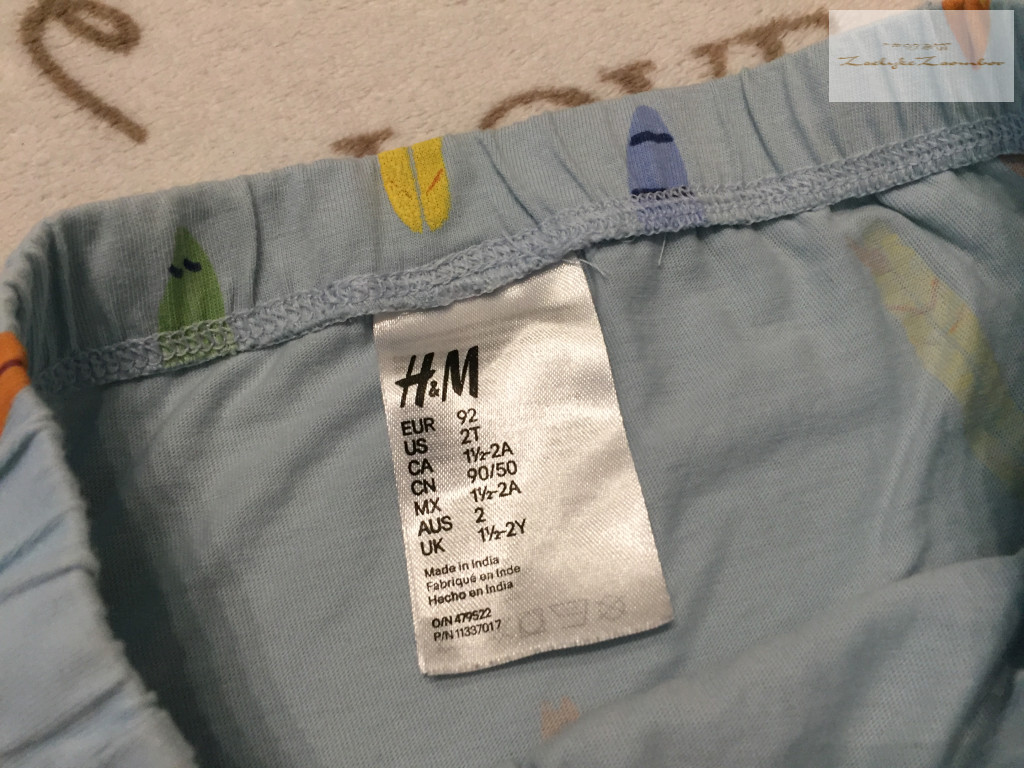 H&M
EUR 92
US 2T
CA 1½-2A
CN 90/50
MX 1½-2A
AUS 2
UK 1½-2Y
Made in India
Fabriqué en Inde
Hecho en India
O/N 479522
P/N 11337017